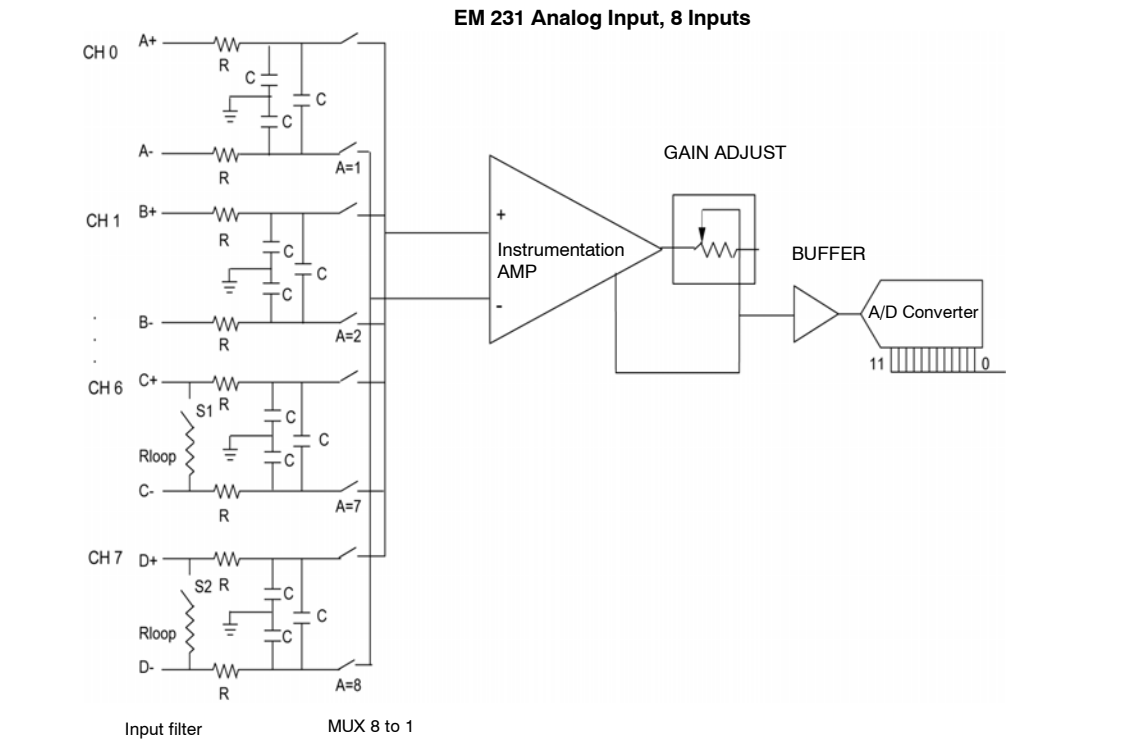 EM 231 Analog Input, 8 Inputs
CH 0
A+
R
C
C
C
A-
R
A=1
CH 1
B+
R
C
C
C
B-
R
A=2
CH 6
C+
S1
R
C
C
C
Rloop
C-
R
A=7
CH 7
D+
S2
R
C
C
C
Rloop
D-
R
A=8
Input filter
MUX 8 to 1
+
Instrumentation
AMP
-
GAIN ADJUST
BUFFER
A/D Converter
11
0